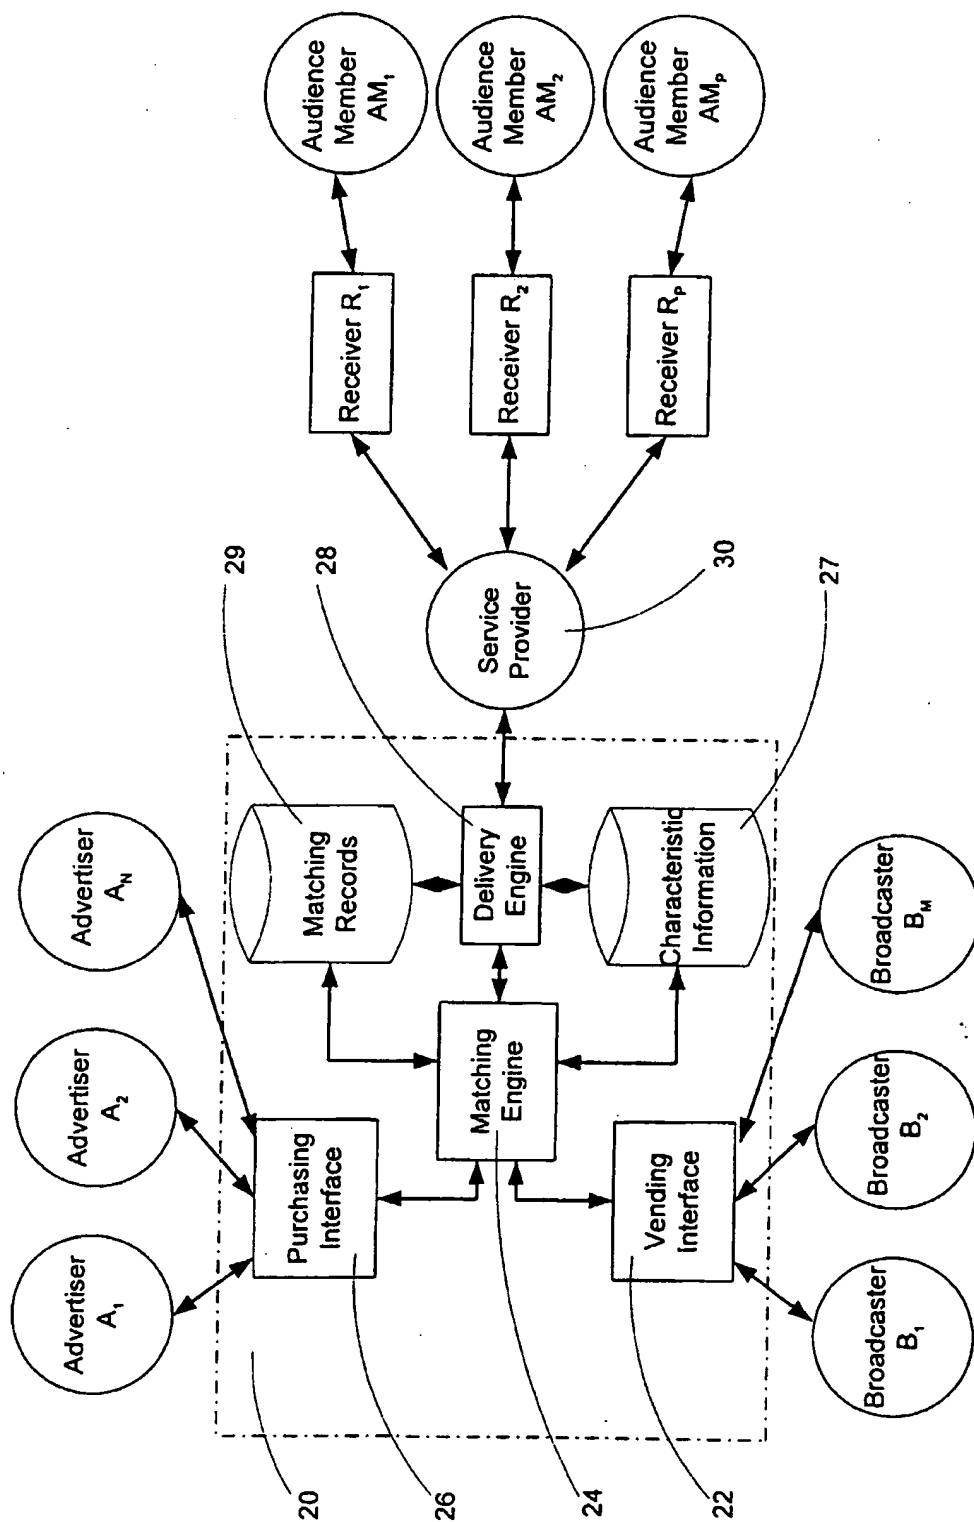 Advertiser
A1
Advertiser
A2
Advertiser
AN
20
26
24
22
Purchasing
Interface
Matching
Engine
Vending
Interface
Matching
Records
Delivery
Engine
Characteristic
Information
29
28
30
27
Service
Provider
Receiver R1
Receiver R2
Receiver RP
Audience
Member
AM1
Audience
Member
AM2
Audience
Member
AMP
Broadcaster
B1
Broadcaster
B2
Broadcaster
BM